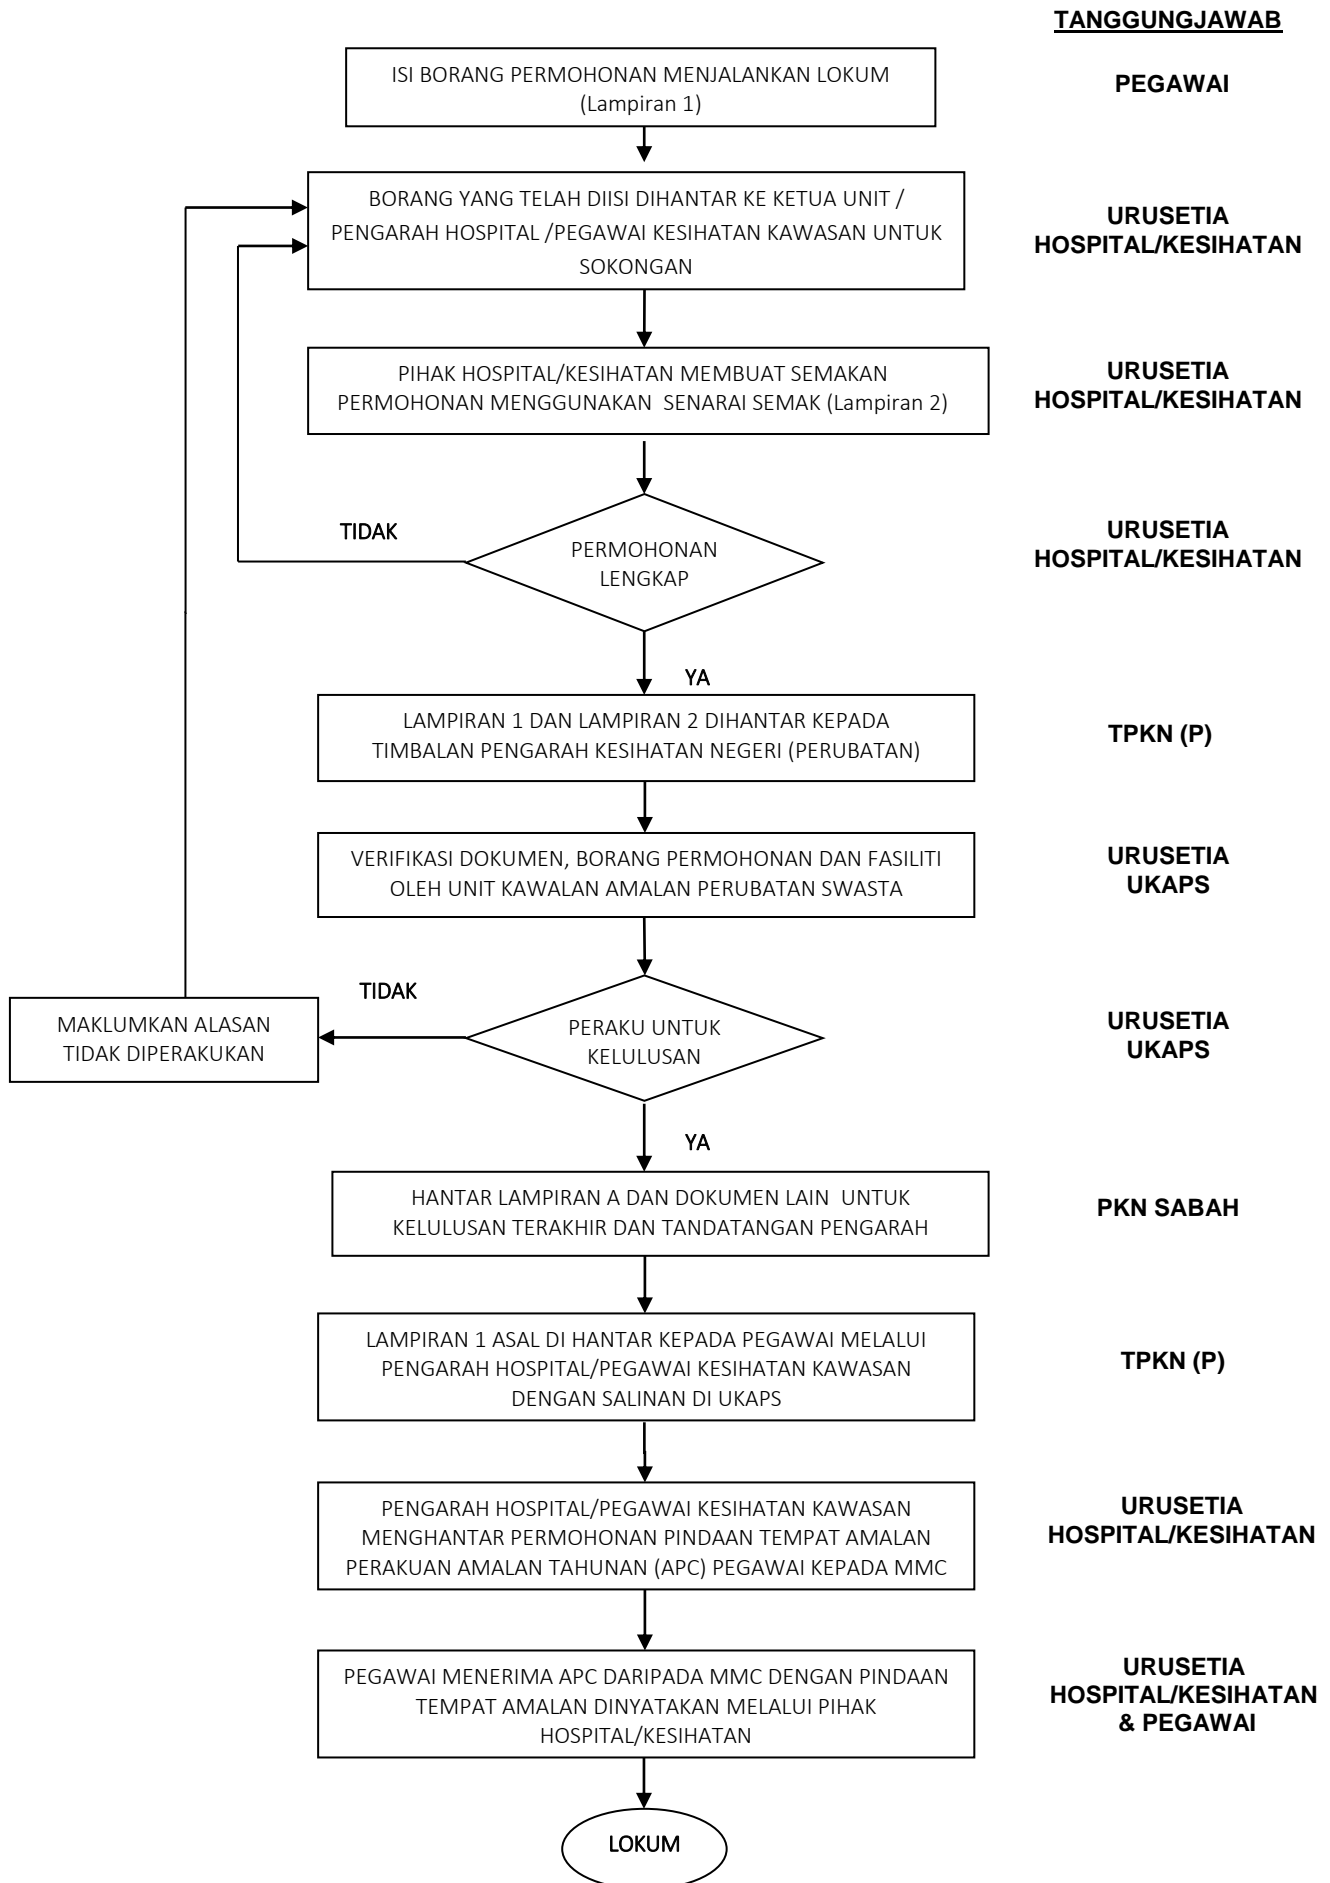 TANGGUNGJAWAB
ISI BORANG PERMOHONAN MENJALANKAN LOKUM
(Lampiran 1)
PEGAWAI
BORANG YANG TELAH DIISI DIHANTAR KE KETUA UNIT /
PENGARAH HOSPITAL /PEGAWAI KESIHATAN KAWASAN UNTUK
SOKONGAN
URUSETIA
HOSPITAL/KESIHATAN
PIHAK HOSPITAL/KESIHATAN MEMBUAT SEMAKAN
PERMOHONAN MENGGUNAKAN SENARAI SEMAK (Lampiran 2)
URUSETIA
HOSPITAL/KESIHATAN
TIDAK
PERMOHONAN
LENGKAP
URUSETIA
HOSPITAL/KESIHATAN
YA
LAMPIRAN 1 DAN LAMPIRAN 2 DIHANTAR KEPADA
TIMBALAN PENGARAH KESIHATAN NEGERI (PERUBATAN)
TPKN (P)
VERIFIKASI DOKUMEN, BORANG PERMOHONAN DAN FASILITI
OLEH UNIT KAWALAN AMALAN PERUBATAN SWASTA
URUSETIA
UKAPS
TIDAK
MAKLUMKAN ALASAN
TIDAK DIPERAKUKAN
PERAKU UNTUK
KELULUSAN
URUSETIA
UKAPS
YA
HANTAR LAMPIRAN A DAN DOKUMEN LAIN UNTUK
KELULUSAN TERAKHIR DAN TANDATANGAN PENGARAH
PKN SABAH
LAMPIRAN 1 ASAL DI HANTAR KEPADA PEGAWAI MELALUI
PENGARAH HOSPITAL/PEGAWAI KESIHATAN KAWASAN
DENGAN SALINAN DI UKAPS
TPKN (P)
PENGARAH HOSPITAL/PEGAWAI KESIHATAN KAWASAN
MENGHANTAR PERMOHONAN PINDAAN TEMPAT AMALAN
PERAKUAN AMALAN TAHUNAN (APC) PEGAWAI KEPADA MMC
URUSETIA
HOSPITAL/KESIHATAN
PEGAWAI MENERIMA APC DARIPADA MMC DENGAN PINDAAN
TEMPAT AMALAN DINYATAKAN MELALUI PIHAK
HOSPITAL/KESIHATAN
URUSETIA
HOSPITAL/KESIHATAN
& PEGAWAI
LOKUM